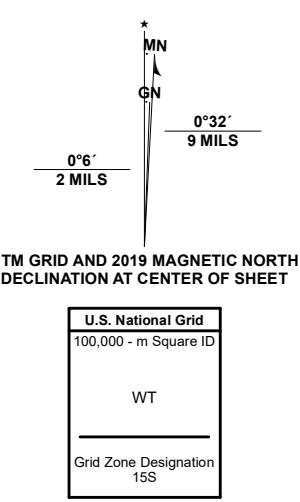 ★
MN
GN
0°32´
9 MILS
0°6´
2 MILS
TM GRID AND 2019 MAGNETIC NORTH
DECLINATION AT CENTER OF SHEET
U.S. National Grid
100,000 - m Square ID
WT
Grid Zone Designation
15S